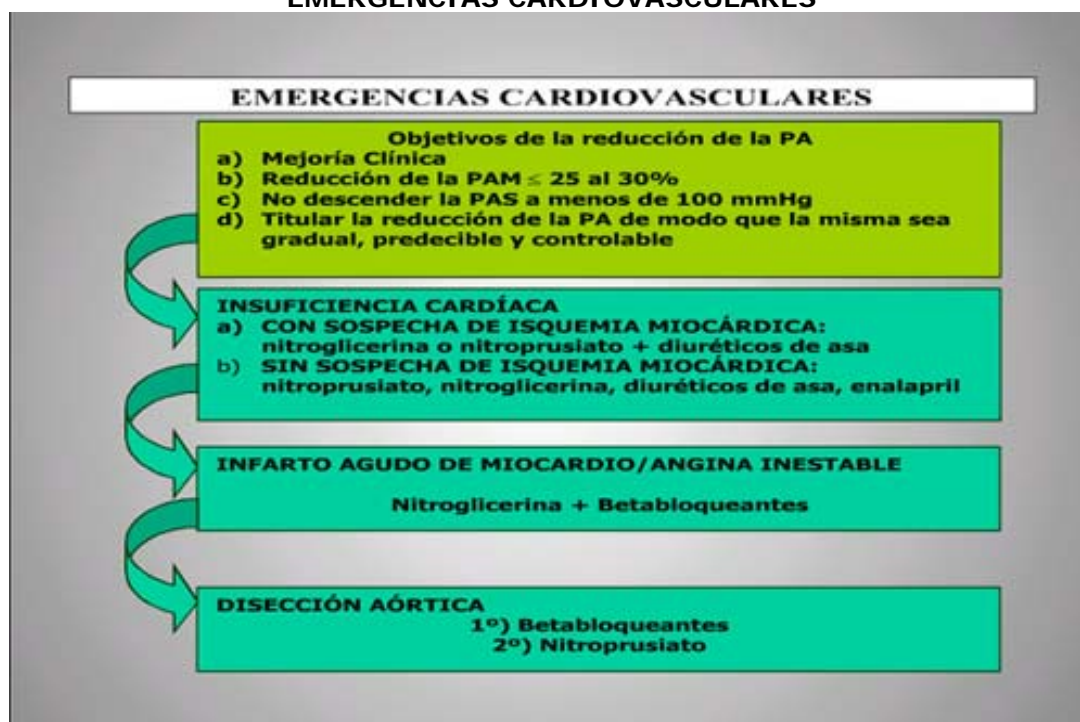 EMERGENCIAS CARDIOVASCULARES
EMERGENCIAS CARDIOVASCULARES
Objetivos de la reducción de la PA
a) Mejoría Clínica
b) Reducción de la PAM ≤ 25 al 30%
c) No descender la PAS a menos de 100 mmHg
d) Titular la reducción de la PA de modo que la misma sea
gradual, predecible y controlable
INSUFICIENCIA CARDÍACA
a) CON SOSPECHA DE ISQUEMIA MIOCÁRDICA:
nitroglicerina o nitroprusiato + diuréticos de asa
b) SIN SOSPECHA DE ISQUEMIA MIOCÁRDICA:
nitroprusiato, nitroglicerina, diuréticos de asa, enalapril
INFARTO AGUDO DE MIOCARDIO/ANGINA INESTABLE
Nitroglicerina + Betabloqueantes
DISECCIÓN AÓRTICA
1º) Betabloqueantes
2º) Nitroprusiato